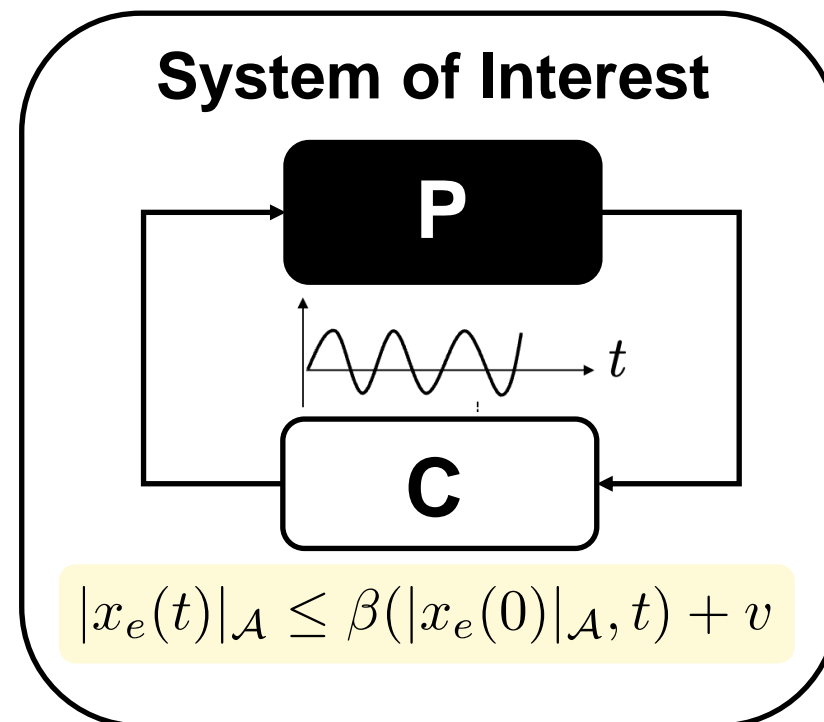 System of Interest
P
t
C
|x_e(t)|_𝒜 ≤ β(|x_e(0)|_𝒜, t) + v